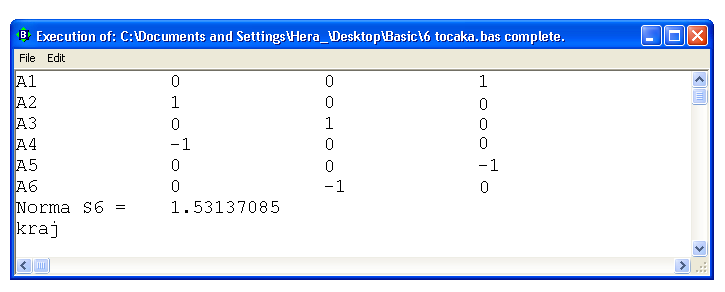 Execution of: C:\Documents and Settings\Hera_\Desktop\Basic\6 tocaka.bas complete.
File Edit
A1 0 0 1
A2 1 0 0
A3 0 1 0
A4 -1 0 0
A5 0 0 -1
A6 0 -1 0
Norma S6 = 1.53137085
kraj